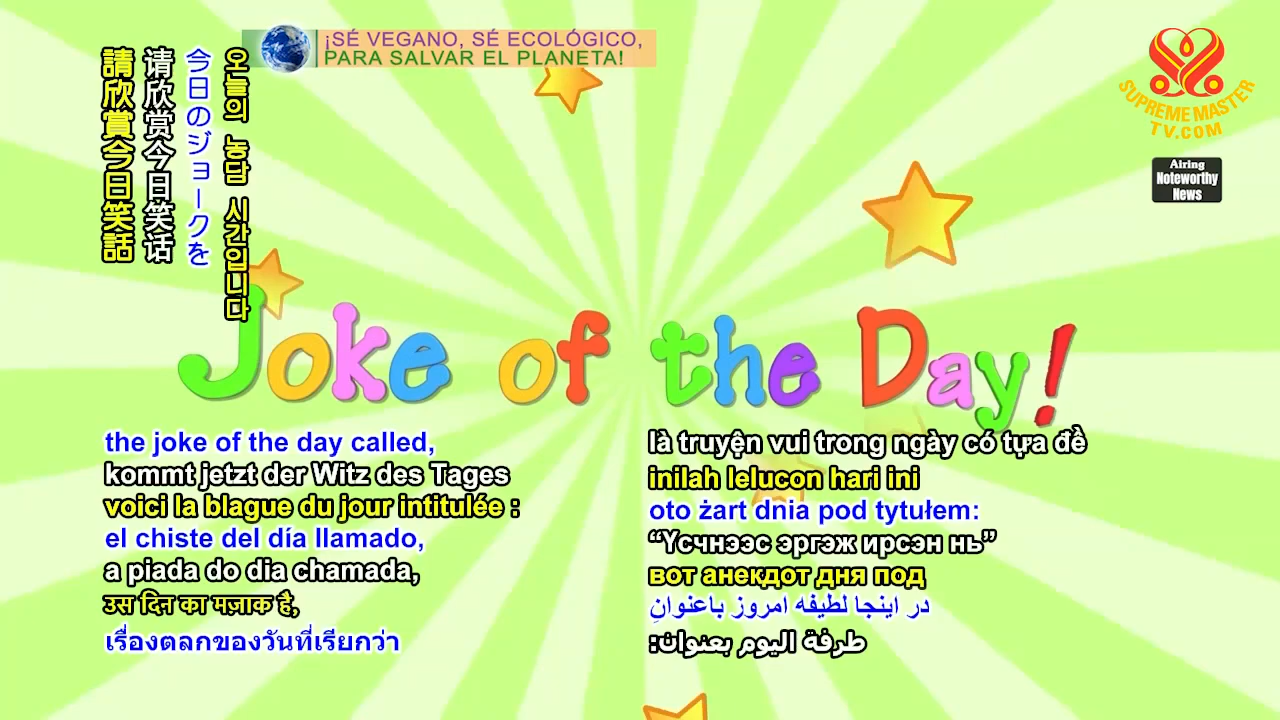 ¡SÉ VEGANO, SÉ ECOLÓGICO,
PARA SALVAR EL PLANETA!
SUPREME MASTER
TV.COM
Airing
Noteworthy
News
오늘의 농담 시간입니다
今日のジョークを
请欣赏今日笑话
請欣賞今日笑話
Joke of the Day!
the joke of the day called,
kommt jetzt der Witz des Tages
voici la blague du jour intitulée :
el chiste del día llamado,
a piada do dia chamada,
उस दिन का मज़ाक है,
เรื่องตลกของวันที่เรียกว่า
là truyện vui trong ngày có tựa đề
inilah lelucon hari ini
oto żart dnia pod tytułem:
“Үсчнээс эргэж ирсэн нь”
вот анекдот дня под
در اینجا لطیفه امروز باعنوانِ
طرفة اليوم بعنوان: